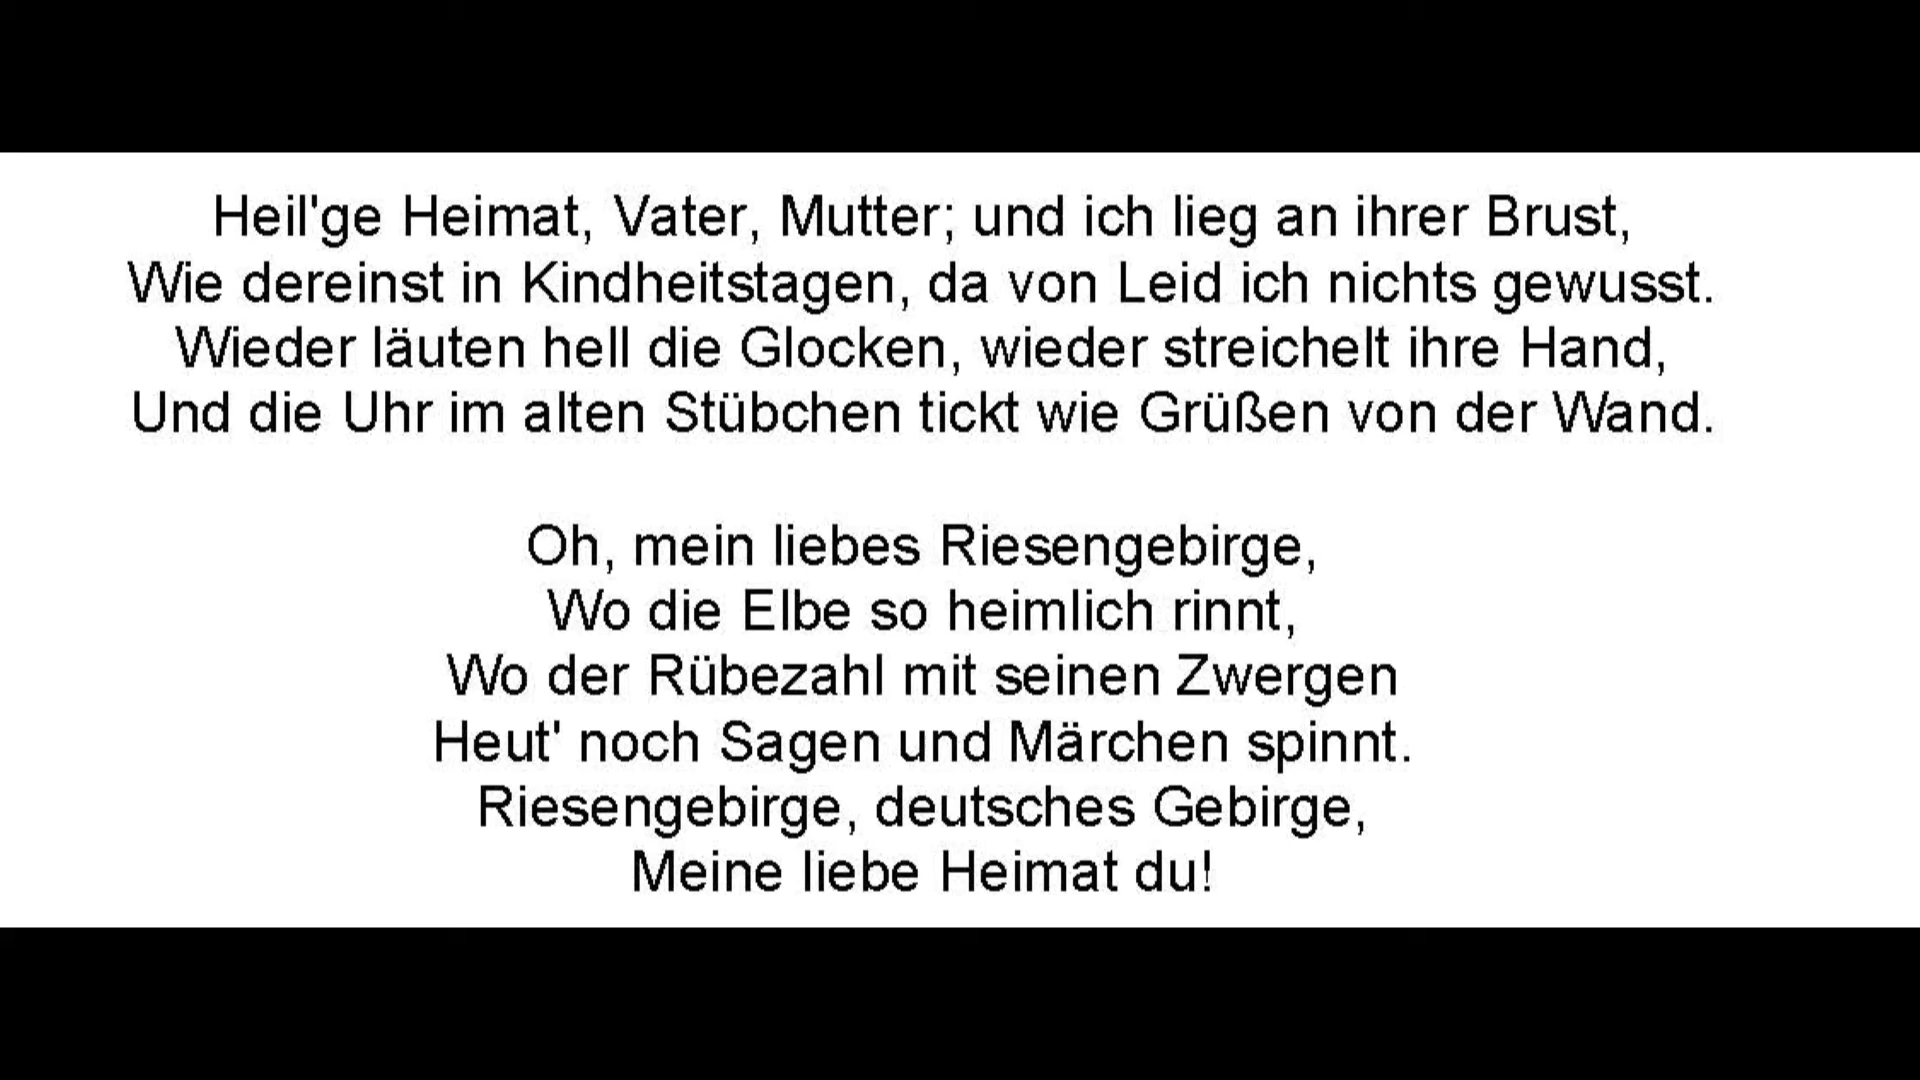 Heil'ge Heimat, Vater, Mutter; und ich lieg an ihrer Brust,
Wie dereinst in Kindheitstagen, da von Leid ich nichts gewusst.
Wieder läuten hell die Glocken, wieder streichelt ihre Hand,
Und die Uhr im alten Stübchen tickt wie Grüßen von der Wand.
Oh, mein liebes Riesengebirge,
Wo die Elbe so heimlich rinnt,
Wo der Rübezahl mit seinen Zwergen
Heut' noch Sagen und Märchen spinnt.
Riesengebirge, deutsches Gebirge,
Meine liebe Heimat du!